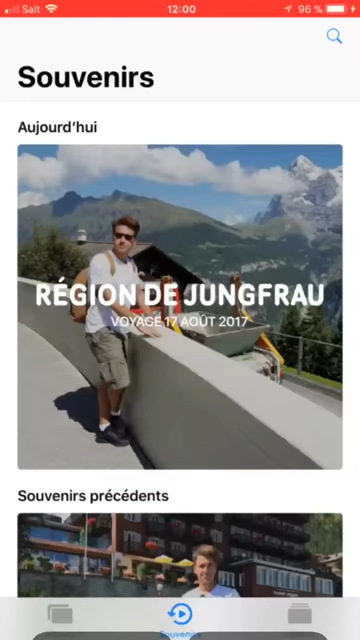 Salt 12:00 96 %
Souvenirs
Aujourd'hui
RÉGION DE JUNGFRAU
VOYAGE 17 AOÛT 2017
Souvenirs précédents
Souvenirs